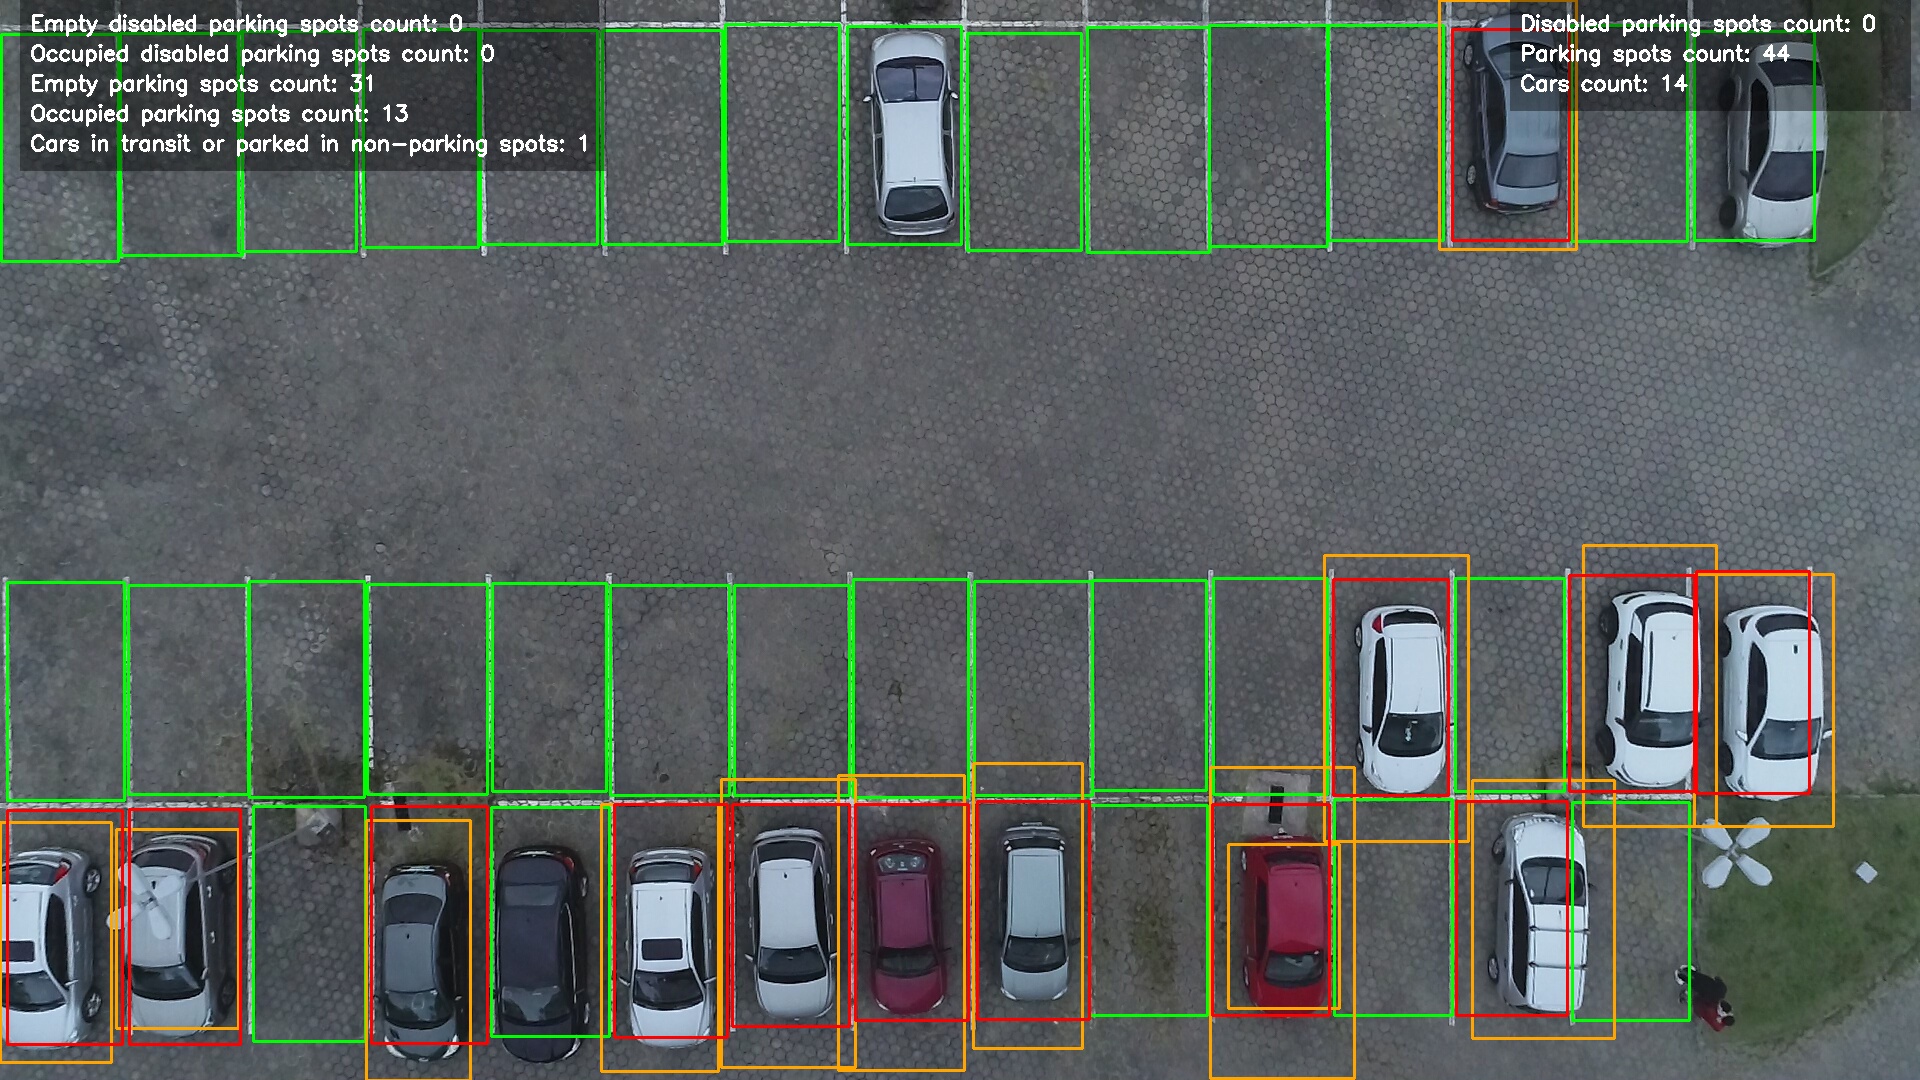 Empty disabled parking spots count: 0
Occupied disabled parking spots count: 0
Empty parking spots count: 31
Occupied parking spots count: 13
Cars in transit or parked in non-parking spots: 1
Disabled parking spots count: 0
Parking spots count: 44
Cars count: 14